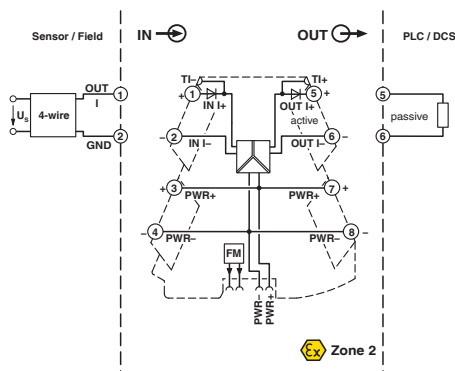 Sensor / Field
IN
OUT
PLC / DCS
OUT
I
1
Us
4-wire
GND
2
TI–
+ 1
IN I+
– 2
IN I–
TI+
5 +
OUT I+
active
6 –
OUT I–
5
passive
6
+ 3
PWR+
7 +
PWR+
– 4
PWR–
8 –
PWR–
FM
PWR–
PWR+
Ex Zone 2